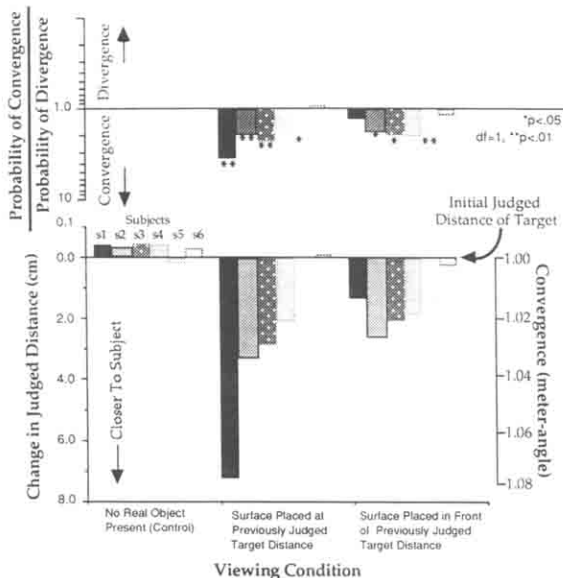 Probability of Convergence
Probability of Divergence
Divergence
Convergence
1.0
10
*p<.05
df=1, **p<.01
**
**
**
*
*
*
**
Initial Judged
Distance of Target
Subjects
s1 s2 s3 s4 s5 s6
Change in Judged Distance (cm)
0.1
0.0
2.0
4.0
6.0
8.0
Closer To Subject
1.00
1.02
1.04
1.06
1.08
Convergence (meter-angle)
No Real Object
Present (Control)
Surface Placed at
Previously Judged
Target Distance
Surface Placed in Front
of Previously Judged
Target Distance
Viewing Condition